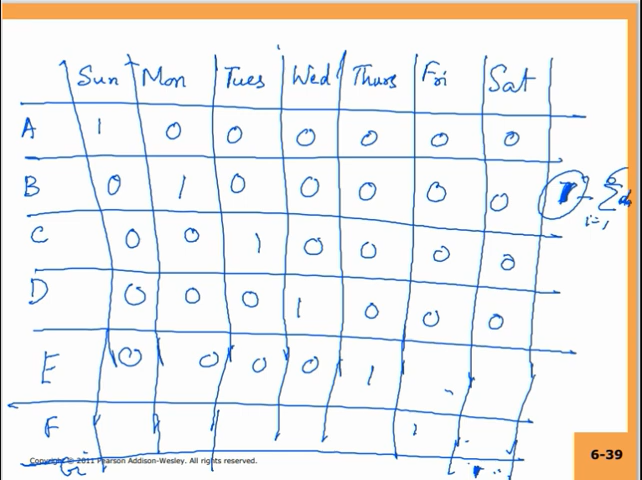 Sun Mon Tues Wed Thurs Fri Sat
A 1 0 0 0 0 0 0
B 0 1 0 0 0 0 0
C 0 0 1 0 0 0 0
D 0 0 0 1 0 0 0
E 0 0 0 0 1
F 1
G
Copyright © 2011 Pearson Addison-Wesley. All rights reserved.
6-39